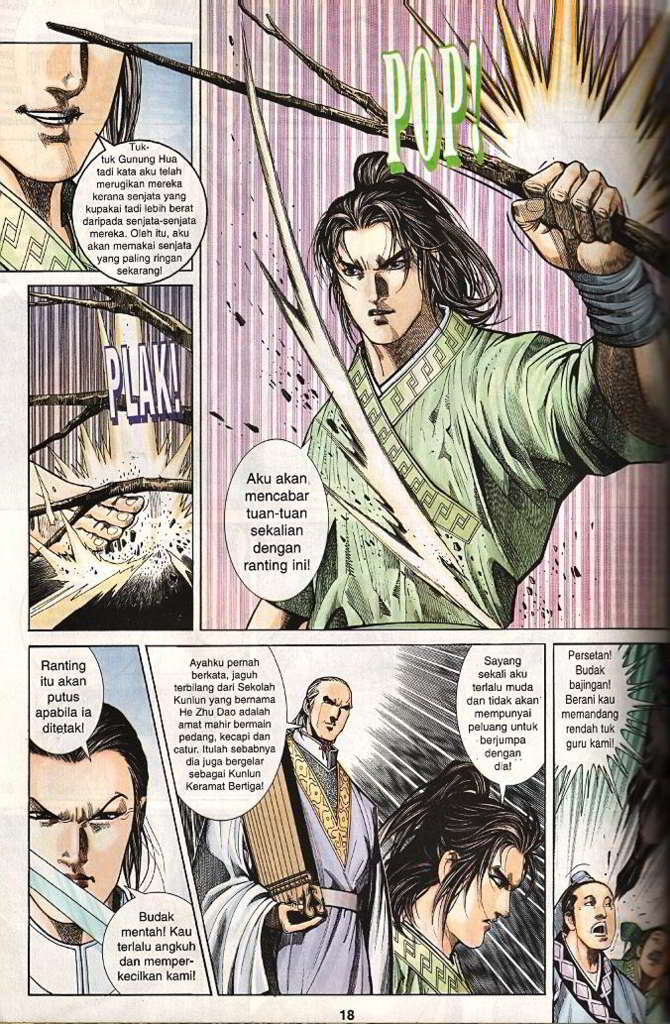 Tuk-
tuk Gunung Hua
tadi kata aku telah
merugikan mereka
kerana senjata yang
kupakai tadi lebih berat
daripada senjata-senjata
mereka. Oleh itu, aku
akan memakai senjata
yang paling ringan
sekarang!
POP!
PLAK!
Aku akan
mencabar
tuan-tuan
sekalian
dengan
ranting ini!
Ranting
itu akan
putus
apabila ia
ditetak!
Budak
mentah! Kau
terlalu angkuh
dan memper-
kecilkan kami!
Ayahku pernah
berkata, jaguh
terbilang dari Sekolah
Kunlun yang bernama
He Zhu Dao adalah
amat mahir bermain
pedang, kecapi dan
catur. Itulah sebabnya
dia juga bergelar
sebagai Kunlun
Keramat Bertiga!
Sayang
sekali aku
terlalu muda
dan tidak akan
mempunyai
peluang untuk
berjumpa
dengan
dia!
Persetan!
Budak
bajingan!
Berani kau
memandang
rendah tuk
guru kami!
18